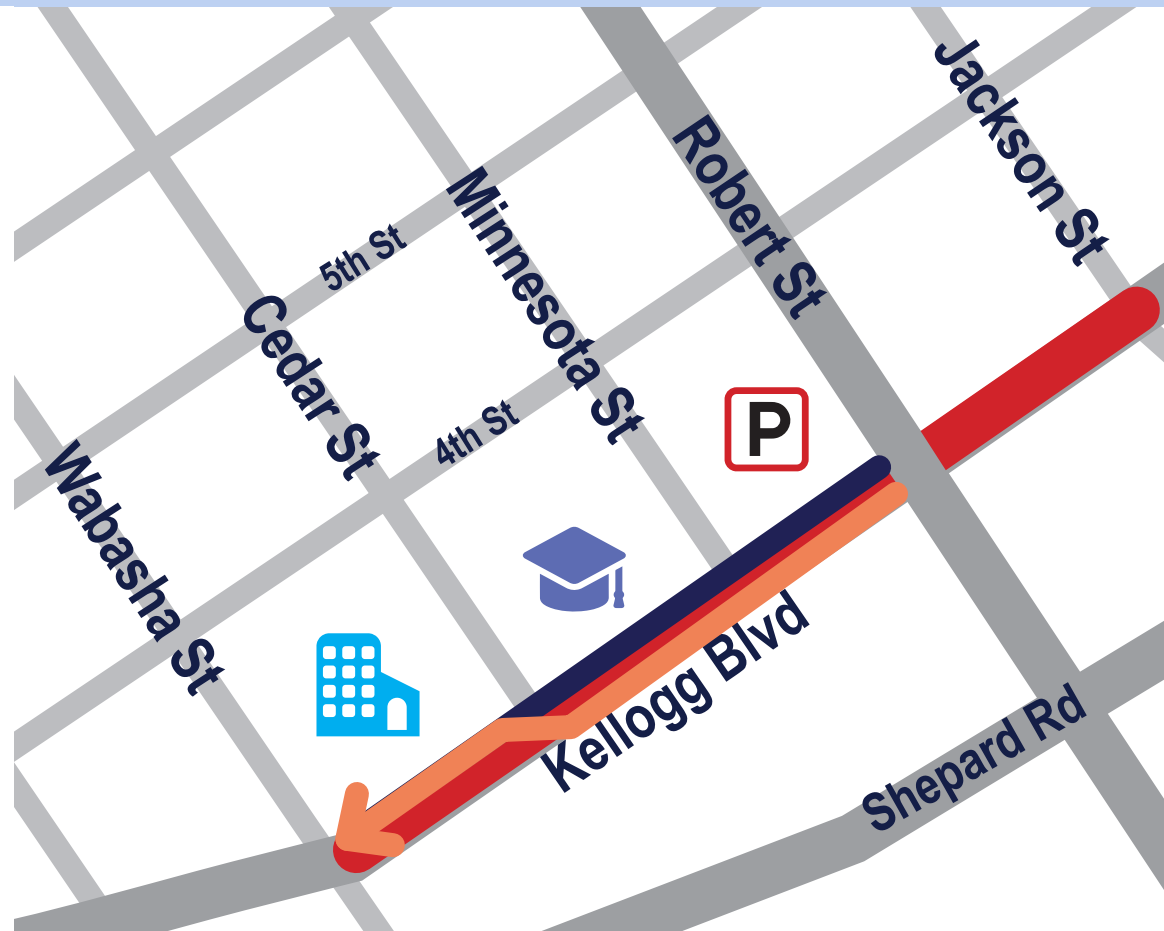 Jackson St
Robert St
Minnesota St
5th St
Cedar St
4th St
P
Wabasha St
Kellogg Blvd
Shepard Rd